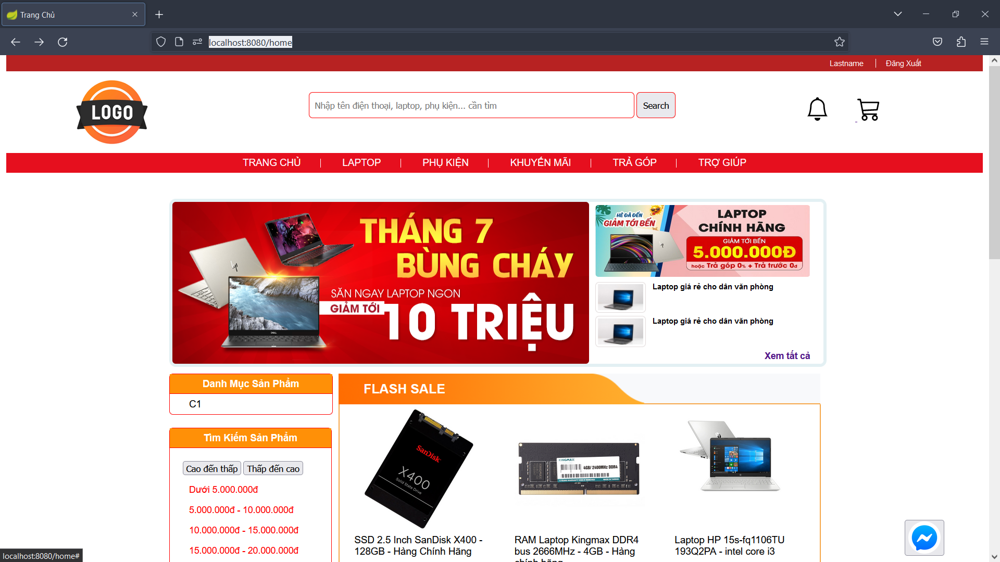 Trang Chủ
localhost:8080/home
Lastname
Đăng Xuất
LOGO
Nhập tên điện thoại, laptop, phụ kiện... cần tìm
Search
TRANG CHỦ
LAPTOP
PHỤ KIỆN
KHUYẾN MÃI
TRẢ GÓP
TRỢ GIÚP
THÁNG 7
BÙNG CHÁY
SĂN NGAY LAPTOP NGON
GIẢM TỚI
10 TRIỆU
HÈ ĐÃ ĐẾN
GIẢM TỚI BẾN
LAPTOP
CHÍNH HÃNG
GIẢM TỚI BẾN
5.000.000Đ
hoặc Trả góp 0% + Trả trước 0đ
Laptop giá rẻ cho dân văn phòng
Laptop giá rẻ cho dân văn phòng
Xem tất cả
Danh Mục Sản Phẩm
C1
Tìm Kiếm Sản Phẩm
Cao đến thấp
Thấp đến cao
Dưới 5.000.000đ
5.000.000đ - 10.000.000đ
10.000.000đ - 15.000.000đ
15.000.000đ - 20.000.000đ
FLASH SALE
SanDisk
X400
Solid State Drive
KINGMAX
4GB/ 2400MHz DDR4
SSD 2.5 Inch SanDisk X400 -
128GB - Hàng Chính Hãng
RAM Laptop Kingmax DDR4
bus 2666MHz - 4GB - Hàng
chính hãng
Laptop HP 15s-fq1106TU
193Q2PA - intel core i3
localhost:8080/home#